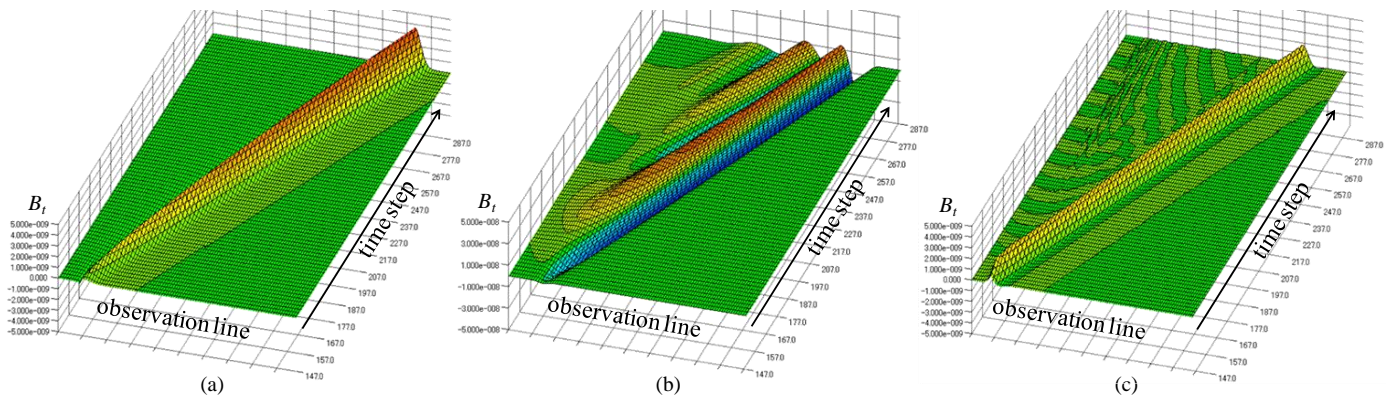 B_t
5.000e-009
4.000e-009
3.000e-009
2.000e-009
1.000e-009
0.000
-1.000e-009
-2.000e-009
-3.000e-009
-4.000e-009
-5.000e-009
observation line
time step
287.0
277.0
267.0
257.0
247.0
237.0
227.0
217.0
207.0
197.0
187.0
177.0
167.0
157.0
147.0
(a)
B_t
5.000e-008
3.000e-008
1.000e-008
-1.000e-008
-3.000e-008
-5.000e-008
observation line
time step
287.0
277.0
267.0
257.0
247.0
237.0
227.0
217.0
207.0
197.0
187.0
177.0
167.0
157.0
147.0
(b)
B_t
5.000e-009
4.000e-009
3.000e-009
2.000e-009
1.000e-009
0.000
-1.000e-009
-2.000e-009
-3.000e-009
-4.000e-009
-5.000e-009
observation line
time step
287.0
277.0
267.0
257.0
247.0
237.0
227.0
217.0
207.0
197.0
187.0
177.0
167.0
157.0
147.0
(c)